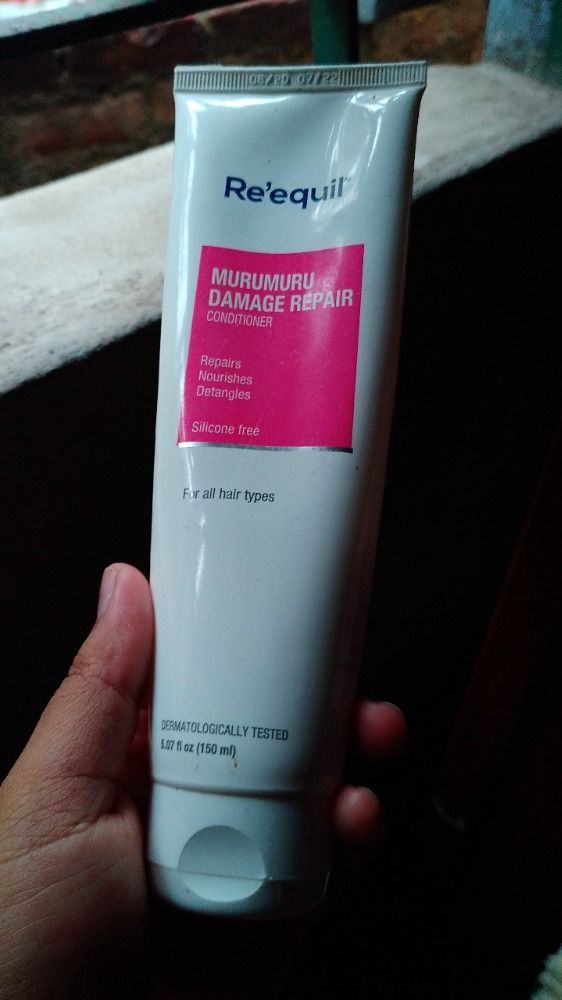 08/20 07/22
Re'equil
MURUMURU
DAMAGE REPAIR
CONDITIONER
Repairs
Nourishes
Detangles
Silicone free
For all hair types
DERMATOLOGICALLY TESTED
5.07 fl oz (150 ml)